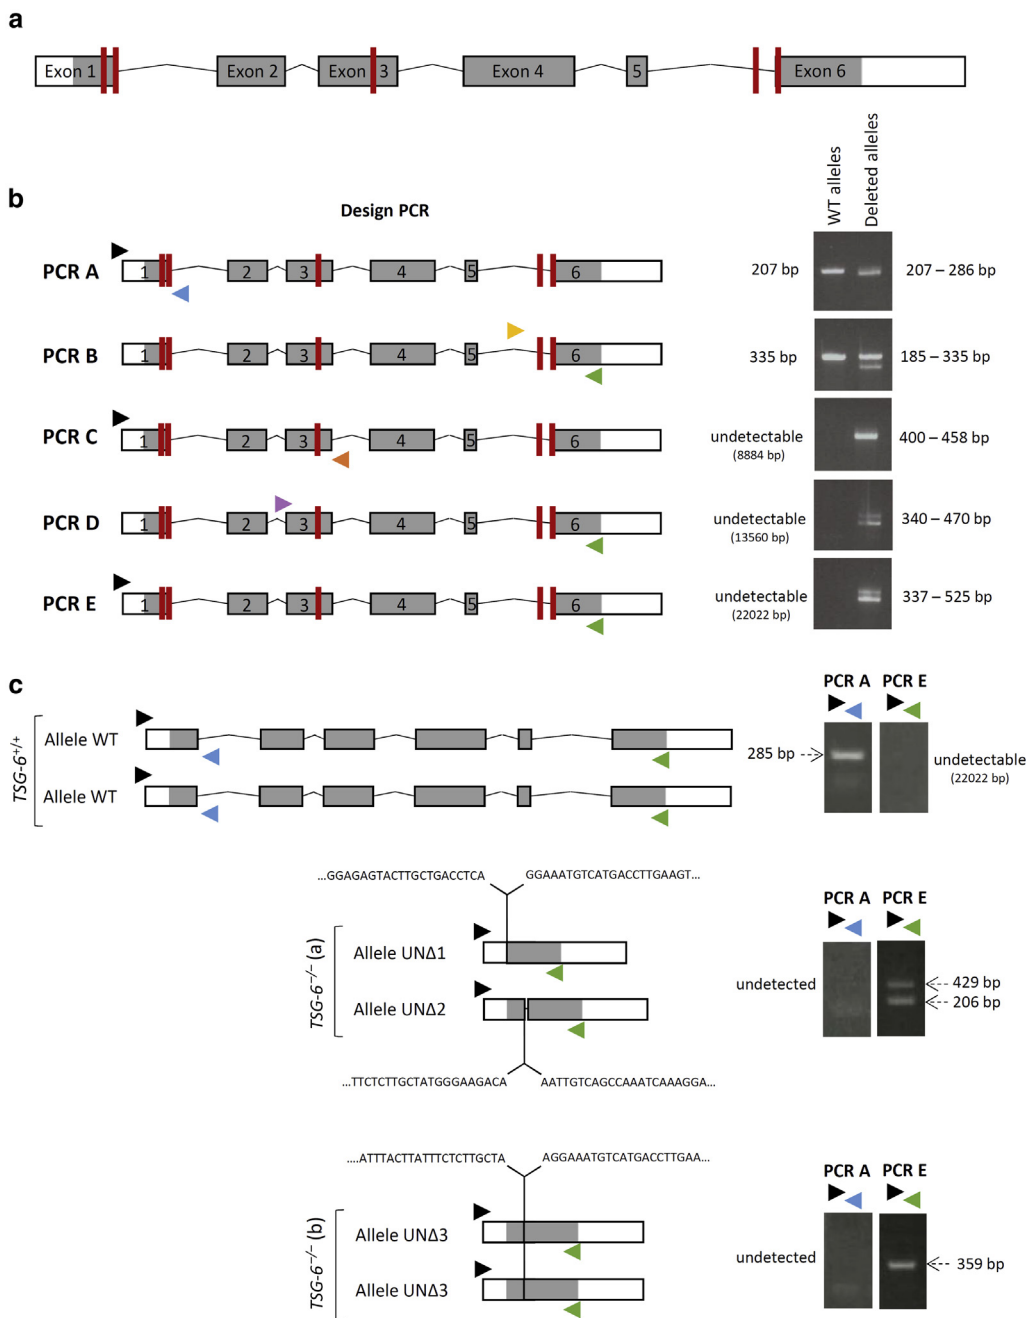 a
Exon 1 Exon 2 Exon 3 Exon 4 5 Exon 6
b
Design PCR
WT alleles
Deleted alleles
PCR A 1 2 3 4 5 6 207 bp 207 – 286 bp
PCR B 1 2 3 4 5 6 335 bp 185 – 335 bp
PCR C 1 2 3 4 5 6 undetectable 400 – 458 bp
(8884 bp)
PCR D 1 2 3 4 5 6 undetectable 340 – 470 bp
(13560 bp)
PCR E 1 2 3 4 5 6 undetectable 337 – 525 bp
(22022 bp)
c
PCR A PCR E
TSG-6+/+
Allele WT
285 bp
undetectable
(22022 bp)
Allele WT
...GGAGAGTACTTGCTGACCTCA GGAAATGTCATGACCTTGAAGT...
PCR A PCR E
TSG-6−/− (a)
Allele UNΔ1
undetected
429 bp
206 bp
Allele UNΔ2
...TTCTCTTGCTATGGGAAGACA AATTGTCAGCCAAATCAAAGGA...
....ATTTACTTATTTCTCTTGCTA AGGAAATGTCATGACCTTGAA...
PCR A PCR E
TSG-6−/− (b)
Allele UNΔ3
undetected
359 bp
Allele UNΔ3